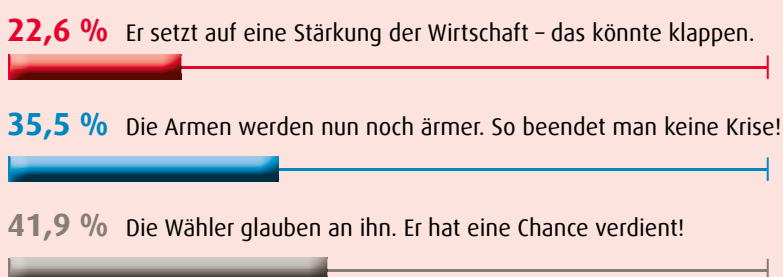 22,6 % Er setzt auf eine Stärkung der Wirtschaft – das könnte klappen.
35,5 % Die Armen werden nun noch ärmer. So beendet man keine Krise!
41,9 % Die Wähler glauben an ihn. Er hat eine Chance verdient!